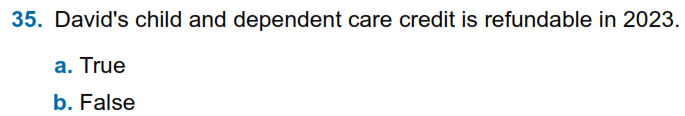 35. David's child and dependent care credit is refundable in 2023.
a. True
b. False